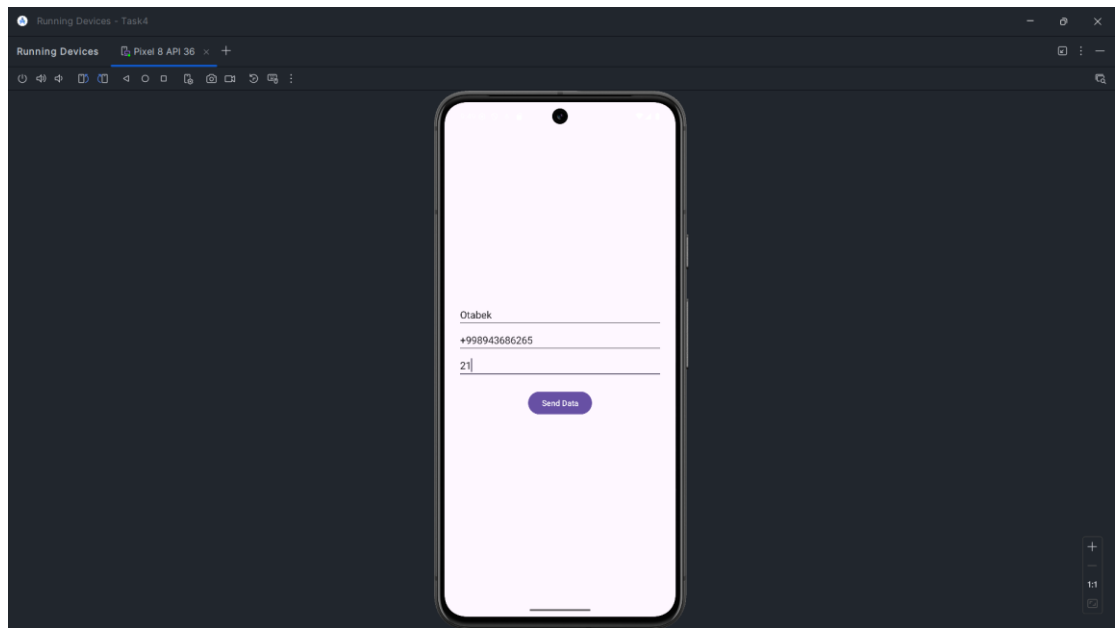 Running Devices - Task4
Running Devices Pixel 8 API 36
Otabek
+998943686265
21
Send Data
1:1